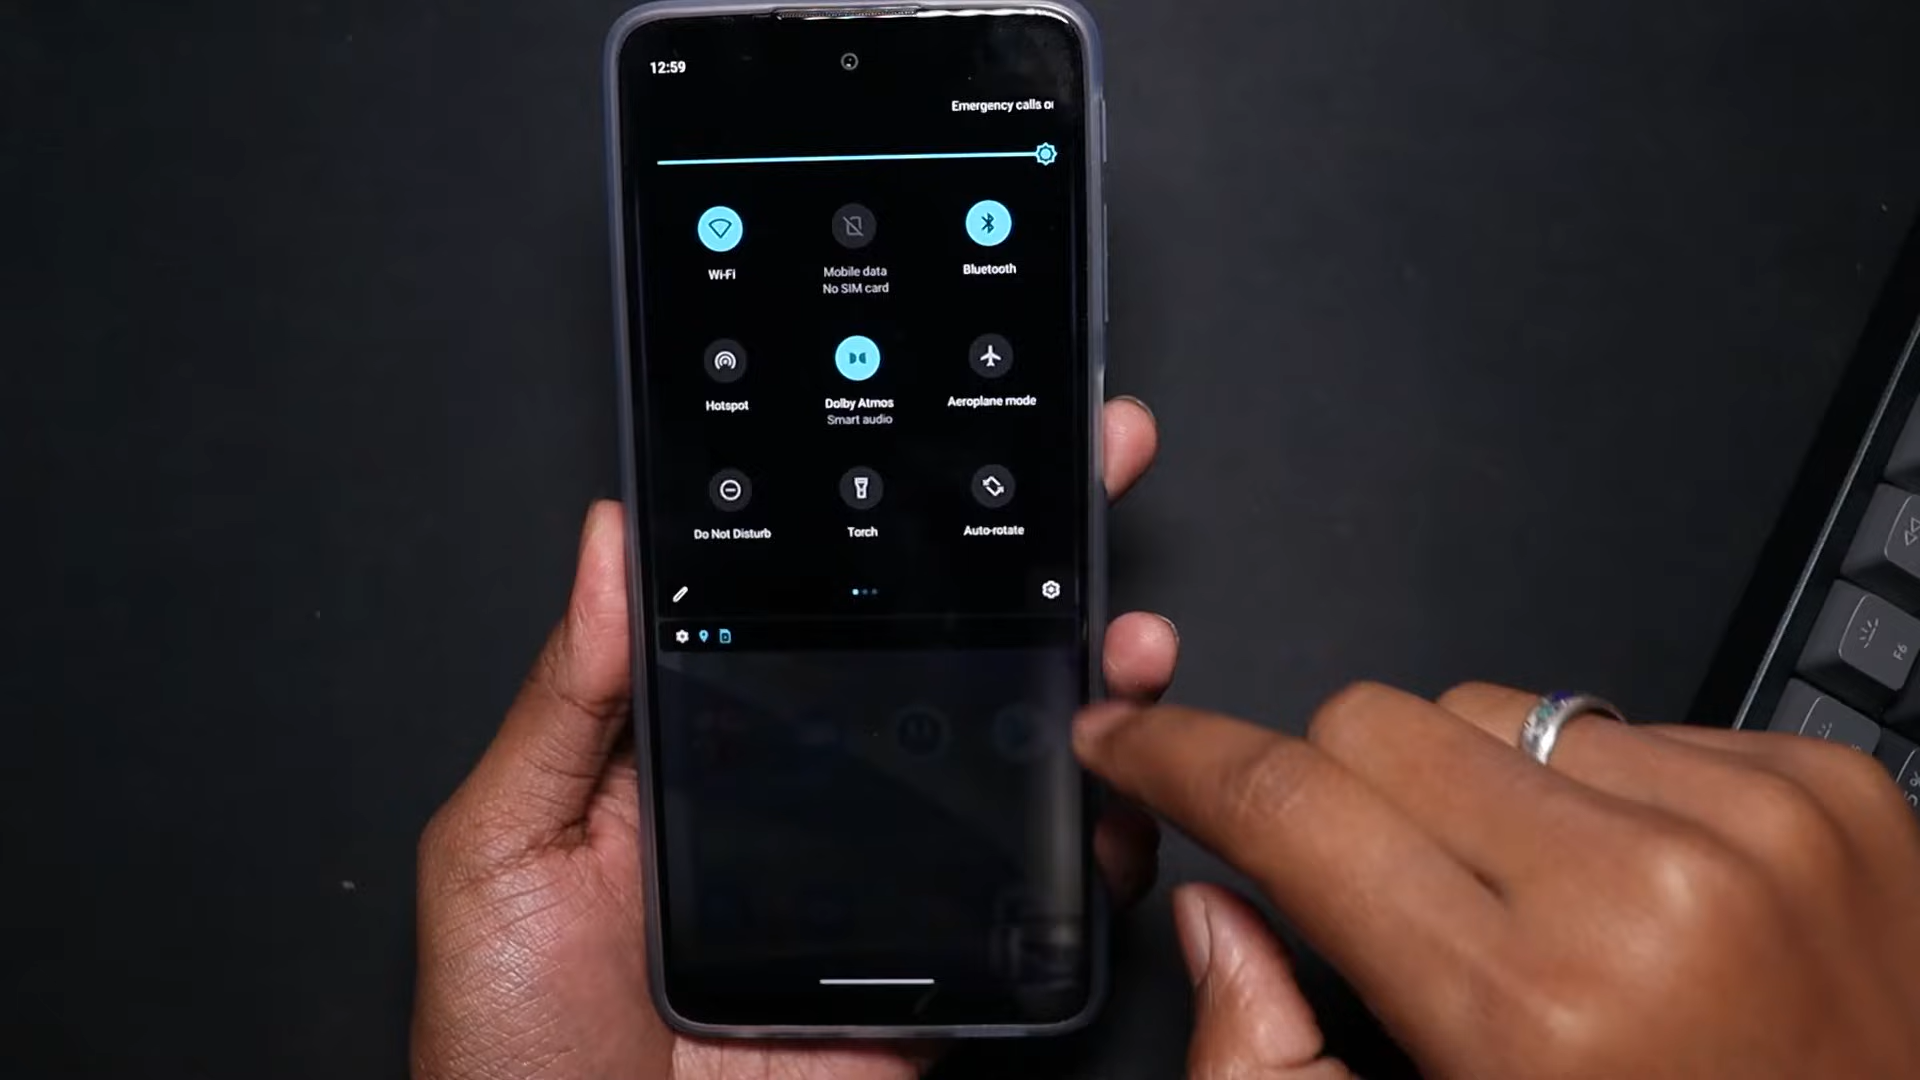 12:59
Emergency calls o
Wi-Fi
Mobile data
No SIM card
Bluetooth
Hotspot
Dolby Atmos
Smart audio
Aeroplane mode
Do Not Disturb
Torch
Auto-rotate
F6